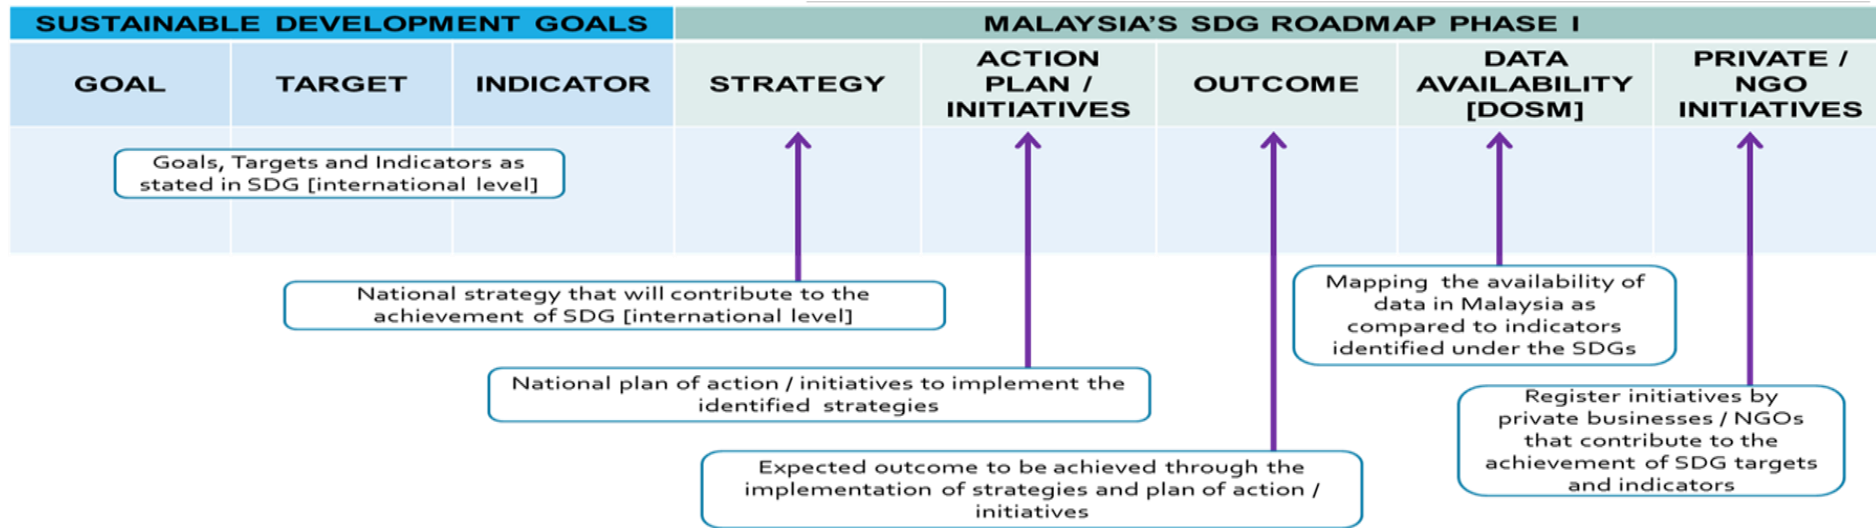 SUSTAINABLE DEVELOPMENT GOALS
MALAYSIA'S SDG ROADMAP PHASE I
GOAL
TARGET
INDICATOR
STRATEGY
ACTION
PLAN /
INITIATIVES
OUTCOME
DATA
AVAILABILITY
[DOSM]
PRIVATE /
NGO
INITIATIVES
Goals, Targets and Indicators as
stated in SDG [international level]
National strategy that will contribute to the
achievement of SDG [international level]
National plan of action / initiatives to implement the
identified strategies
Expected outcome to be achieved through the
implementation of strategies and plan of action /
initiatives
Mapping the availability of
data in Malaysia as
compared to indicators
identified under the SDGs
Register initiatives by
private businesses / NGOs
that contribute to the
achievement of SDG targets
and indicators